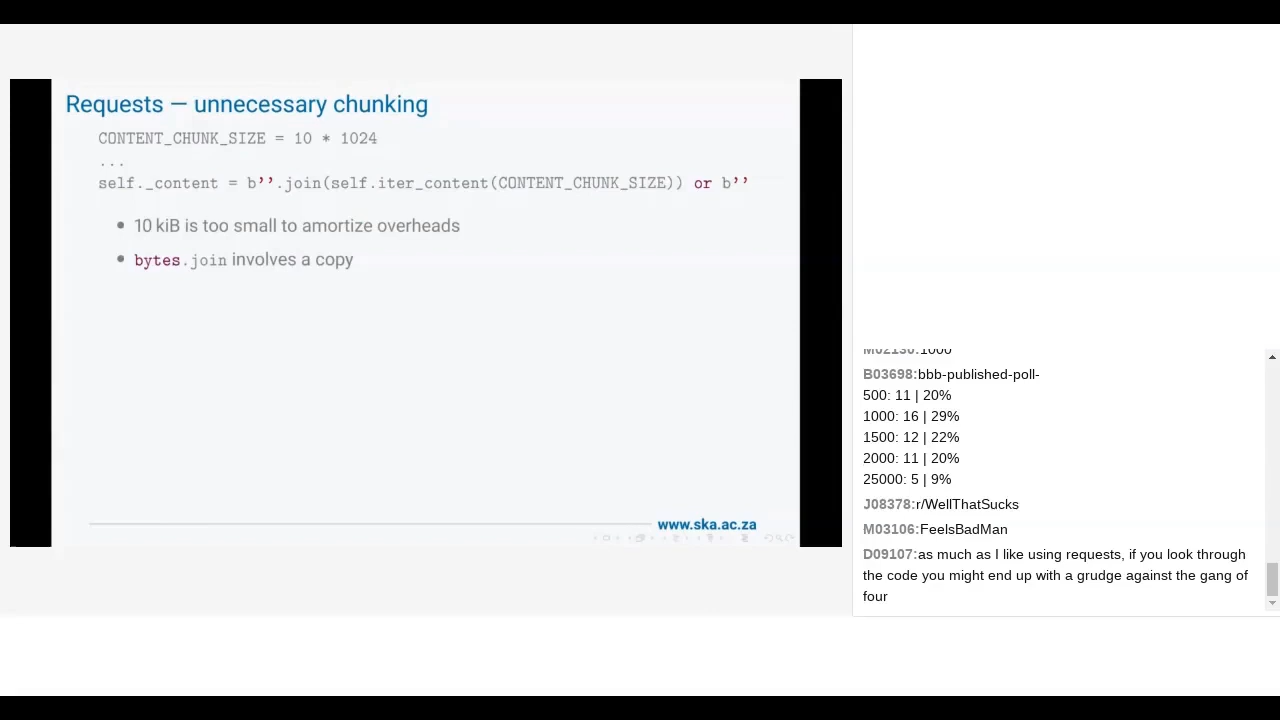 Requests — unnecessary chunking
CONTENT_CHUNK_SIZE = 10 * 1024
...
self._content = b’’.join(self.iter_content(CONTENT_CHUNK_SIZE)) or b’’
• 10 kiB is too small to amortize overheads
• bytes.join involves a copy
www.ska.ac.za
M02130:1000
B03698:bbb-published-poll-
500: 11 | 20%
1000: 16 | 29%
1500: 12 | 22%
2000: 11 | 20%
25000: 5 | 9%
J08378:r/WellThatSucks
M03106:FeelsBadMan
D09107:as much as I like using requests, if you look through
the code you might end up with a grudge against the gang of
four